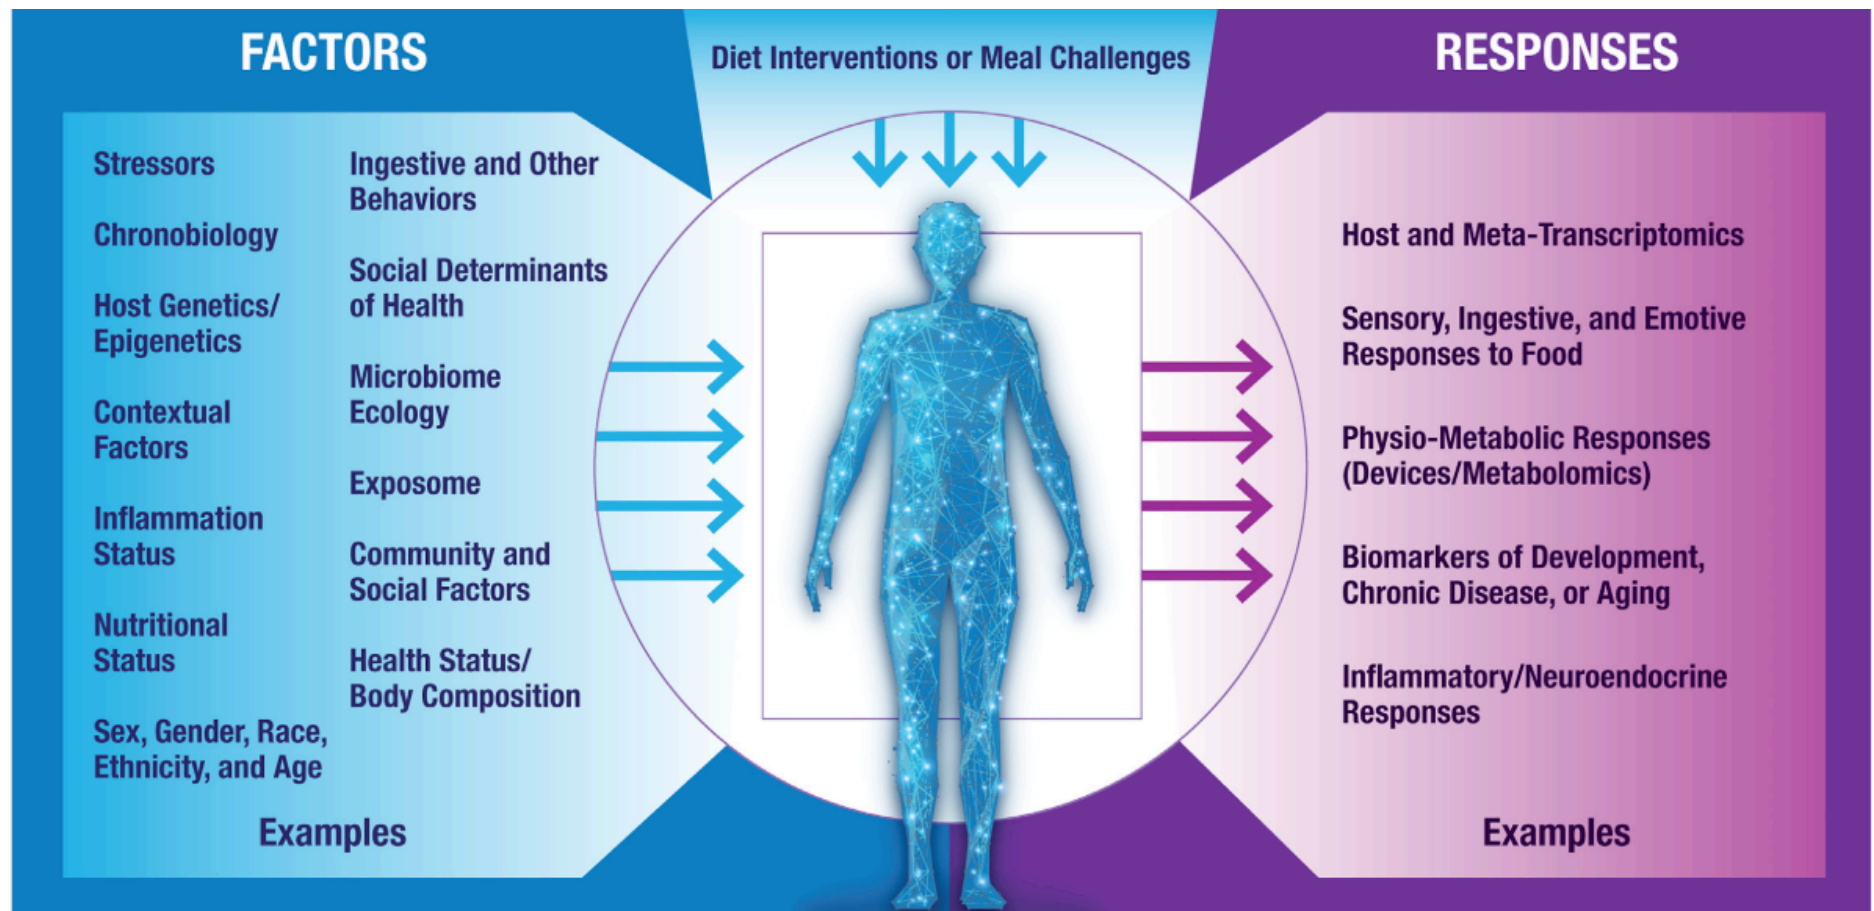 FACTORS
Stressors
Chronobiology
Host Genetics/
Epigenetics
Contextual
Factors
Inflammation
Status
Nutritional
Status
Sex, Gender, Race,
Ethnicity, and Age
Ingestive and Other
Behaviors
Social Determinants
of Health
Microbiome
Ecology
Exposome
Community and
Social Factors
Health Status/
Body Composition
Examples
Diet Interventions or Meal Challenges
RESPONSES
Host and Meta-Transcriptomics
Sensory, Ingestive, and Emotive
Responses to Food
Physio-Metabolic Responses
(Devices/Metabolomics)
Biomarkers of Development,
Chronic Disease, or Aging
Inflammatory/Neuroendocrine
Responses
Examples